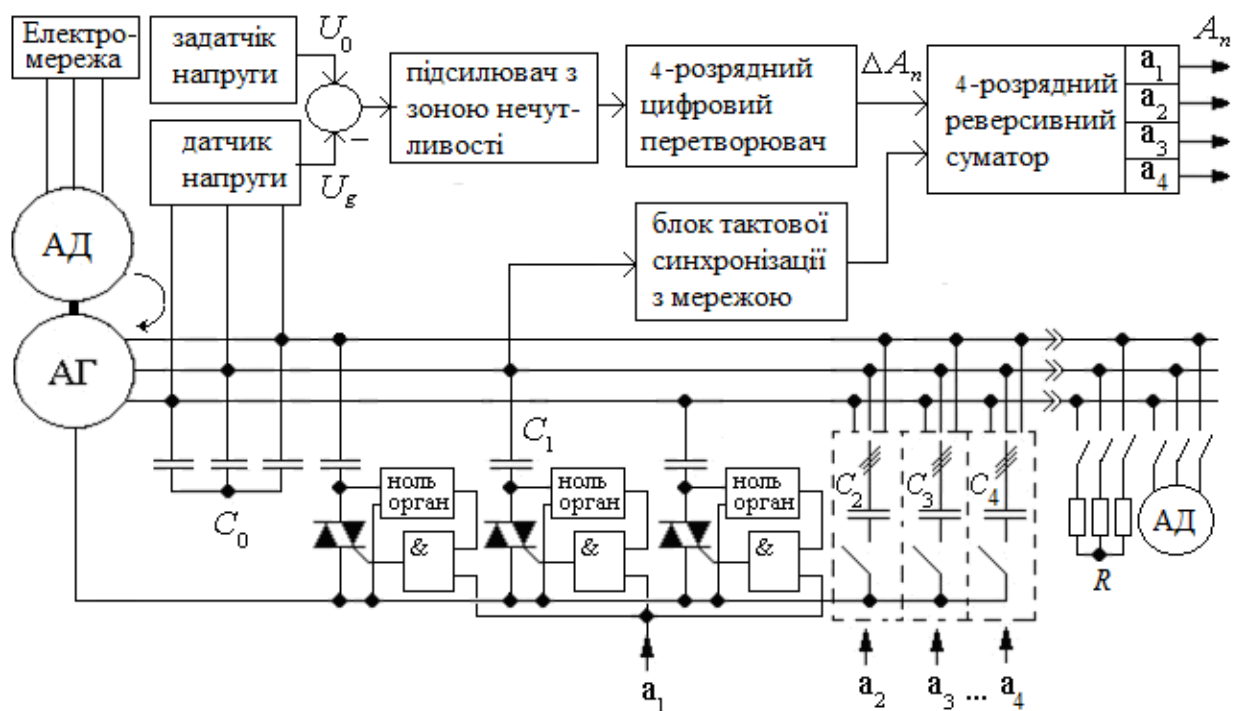 Електро-
мережа
задатчік
напруги
U₀
датчик
напруги
U_g
−
підсилювач з
зоною нечут-
ливості
4-розрядний
цифровий
перетворювач
ΔAₙ
4-розрядний
реверсивний
суматор
a₁
a₂
a₃
a₄
Aₙ
блок тактової
синхронізації
з мережою
АД
АГ
C₀
C₁
ноль
орган
&
ноль
орган
&
ноль
орган
&
C₂
C₃
C₄
R
АД
a₁
a₂
a₃ ... a₄